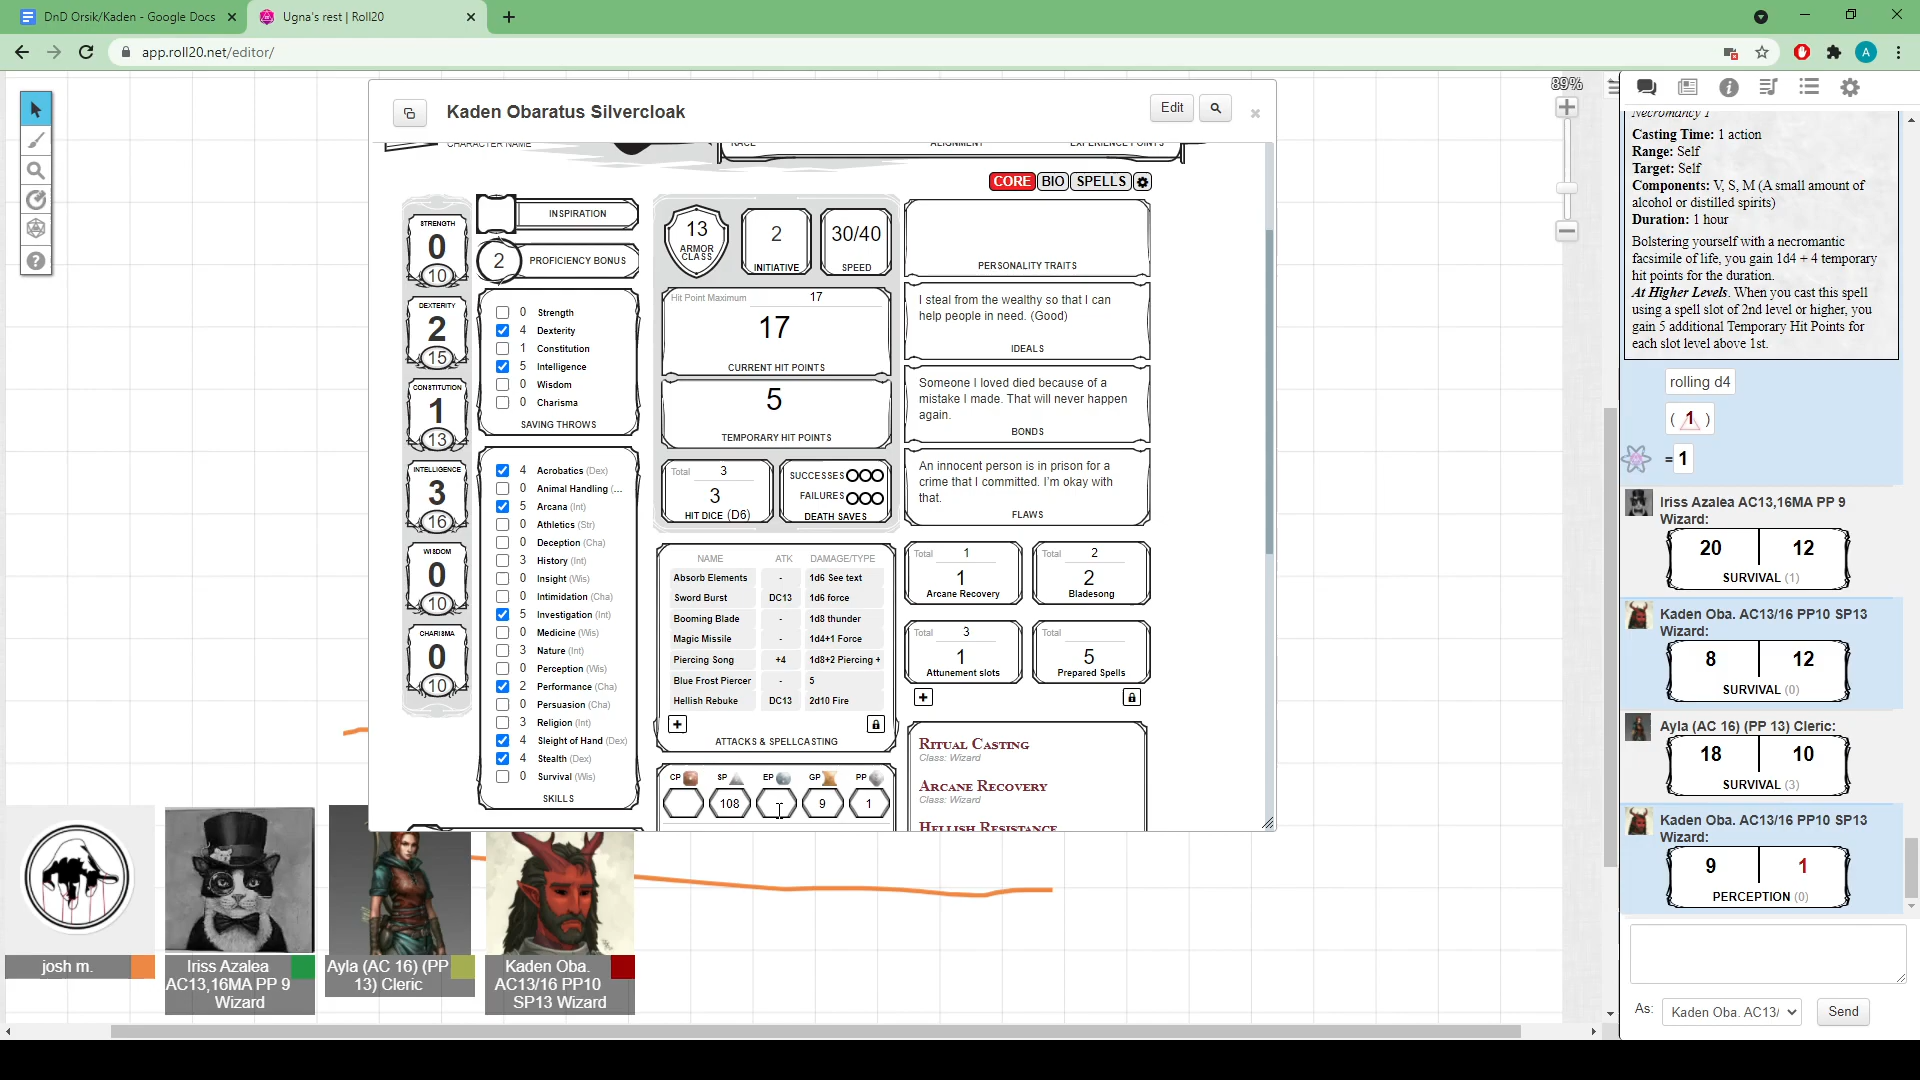 DnD Orsik/Kaden - Google Docs
Ugna's rest | Roll20
app.roll20.net/editor/
A
89%
Kaden Obaratus Silvercloak
Edit
CHARACTER NAME
RACE
ALIGNMENT
EXPERIENCE POINTS
CORE
BIO
SPELLS
STRENGTH
0
10
DEXTERITY
2
15
CONSTITUTION
1
13
INTELLIGENCE
3
16
WISDOM
0
10
CHARISMA
0
10
INSPIRATION
2 PROFICIENCY BONUS
0 Strength
4 Dexterity
1 Constitution
5 Intelligence
0 Wisdom
0 Charisma
SAVING THROWS
4 Acrobatics (Dex)
0 Animal Handling (...
5 Arcana (Int)
0 Athletics (Str)
0 Deception (Cha)
3 History (Int)
0 Insight (Wis)
0 Intimidation (Cha)
5 Investigation (Int)
0 Medicine (Wis)
3 Nature (Int)
0 Perception (Wis)
2 Performance (Cha)
0 Persuasion (Cha)
3 Religion (Int)
4 Sleight of Hand (Dex)
4 Stealth (Dex)
0 Survival (Wis)
SKILLS
13
ARMOR
CLASS
2
INITIATIVE
30/40
SPEED
Hit Point Maximum 17
17
CURRENT HIT POINTS
5
TEMPORARY HIT POINTS
Total 3
3
HIT DICE (D6)
SUCCESSES
FAILURES
DEATH SAVES
NAME ATK DAMAGE/TYPE
Absorb Elements - 1d6 See text
Sword Burst DC13 1d6 force
Booming Blade - 1d8 thunder
Magic Missile - 1d4+1 Force
Piercing Song +4 1d8+2 Piercing +
Blue Frost Piercer - 5
Hellish Rebuke DC13 2d10 Fire
ATTACKS & SPELLCASTING
CP SP EP GP PP
108 9 1
PERSONALITY TRAITS
I steal from the wealthy so that I can
help people in need. (Good)
IDEALS
Someone I loved died because of a
mistake I made. That will never happen
again.
BONDS
An innocent person is in prison for a
crime that I committed. I'm okay with
that.
FLAWS
Total 1
1
Arcane Recovery
Total 2
2
Bladesong
Total 3
1
Attunement slots
Total
5
Prepared Spells
RITUAL CASTING
Class: Wizard
ARCANE RECOVERY
Class: Wizard
HELLISH RESISTANCE
josh m.
Iriss Azalea
AC13,16MA PP 9
Wizard
Ayla (AC 16) (PP
13) Cleric
Kaden Oba.
AC13/16 PP10
SP13 Wizard
Necromancy 1
Casting Time: 1 action
Range: Self
Target: Self
Components: V, S, M (A small amount of
alcohol or distilled spirits)
Duration: 1 hour
Bolstering yourself with a necromantic
facsimile of life, you gain 1d4 + 4 temporary
hit points for the duration.
At Higher Levels. When you cast this spell
using a spell slot of 2nd level or higher, you
gain 5 additional Temporary Hit Points for
each slot level above 1st.
rolling d4
( 1 )
=1
Iriss Azalea AC13,16MA PP 9
Wizard:
20 12
SURVIVAL (1)
Kaden Oba. AC13/16 PP10 SP13
Wizard:
8 12
SURVIVAL (0)
Ayla (AC 16) (PP 13) Cleric:
18 10
SURVIVAL (3)
Kaden Oba. AC13/16 PP10 SP13
Wizard:
9 1
PERCEPTION (0)
As: Kaden Oba. AC13/
Send